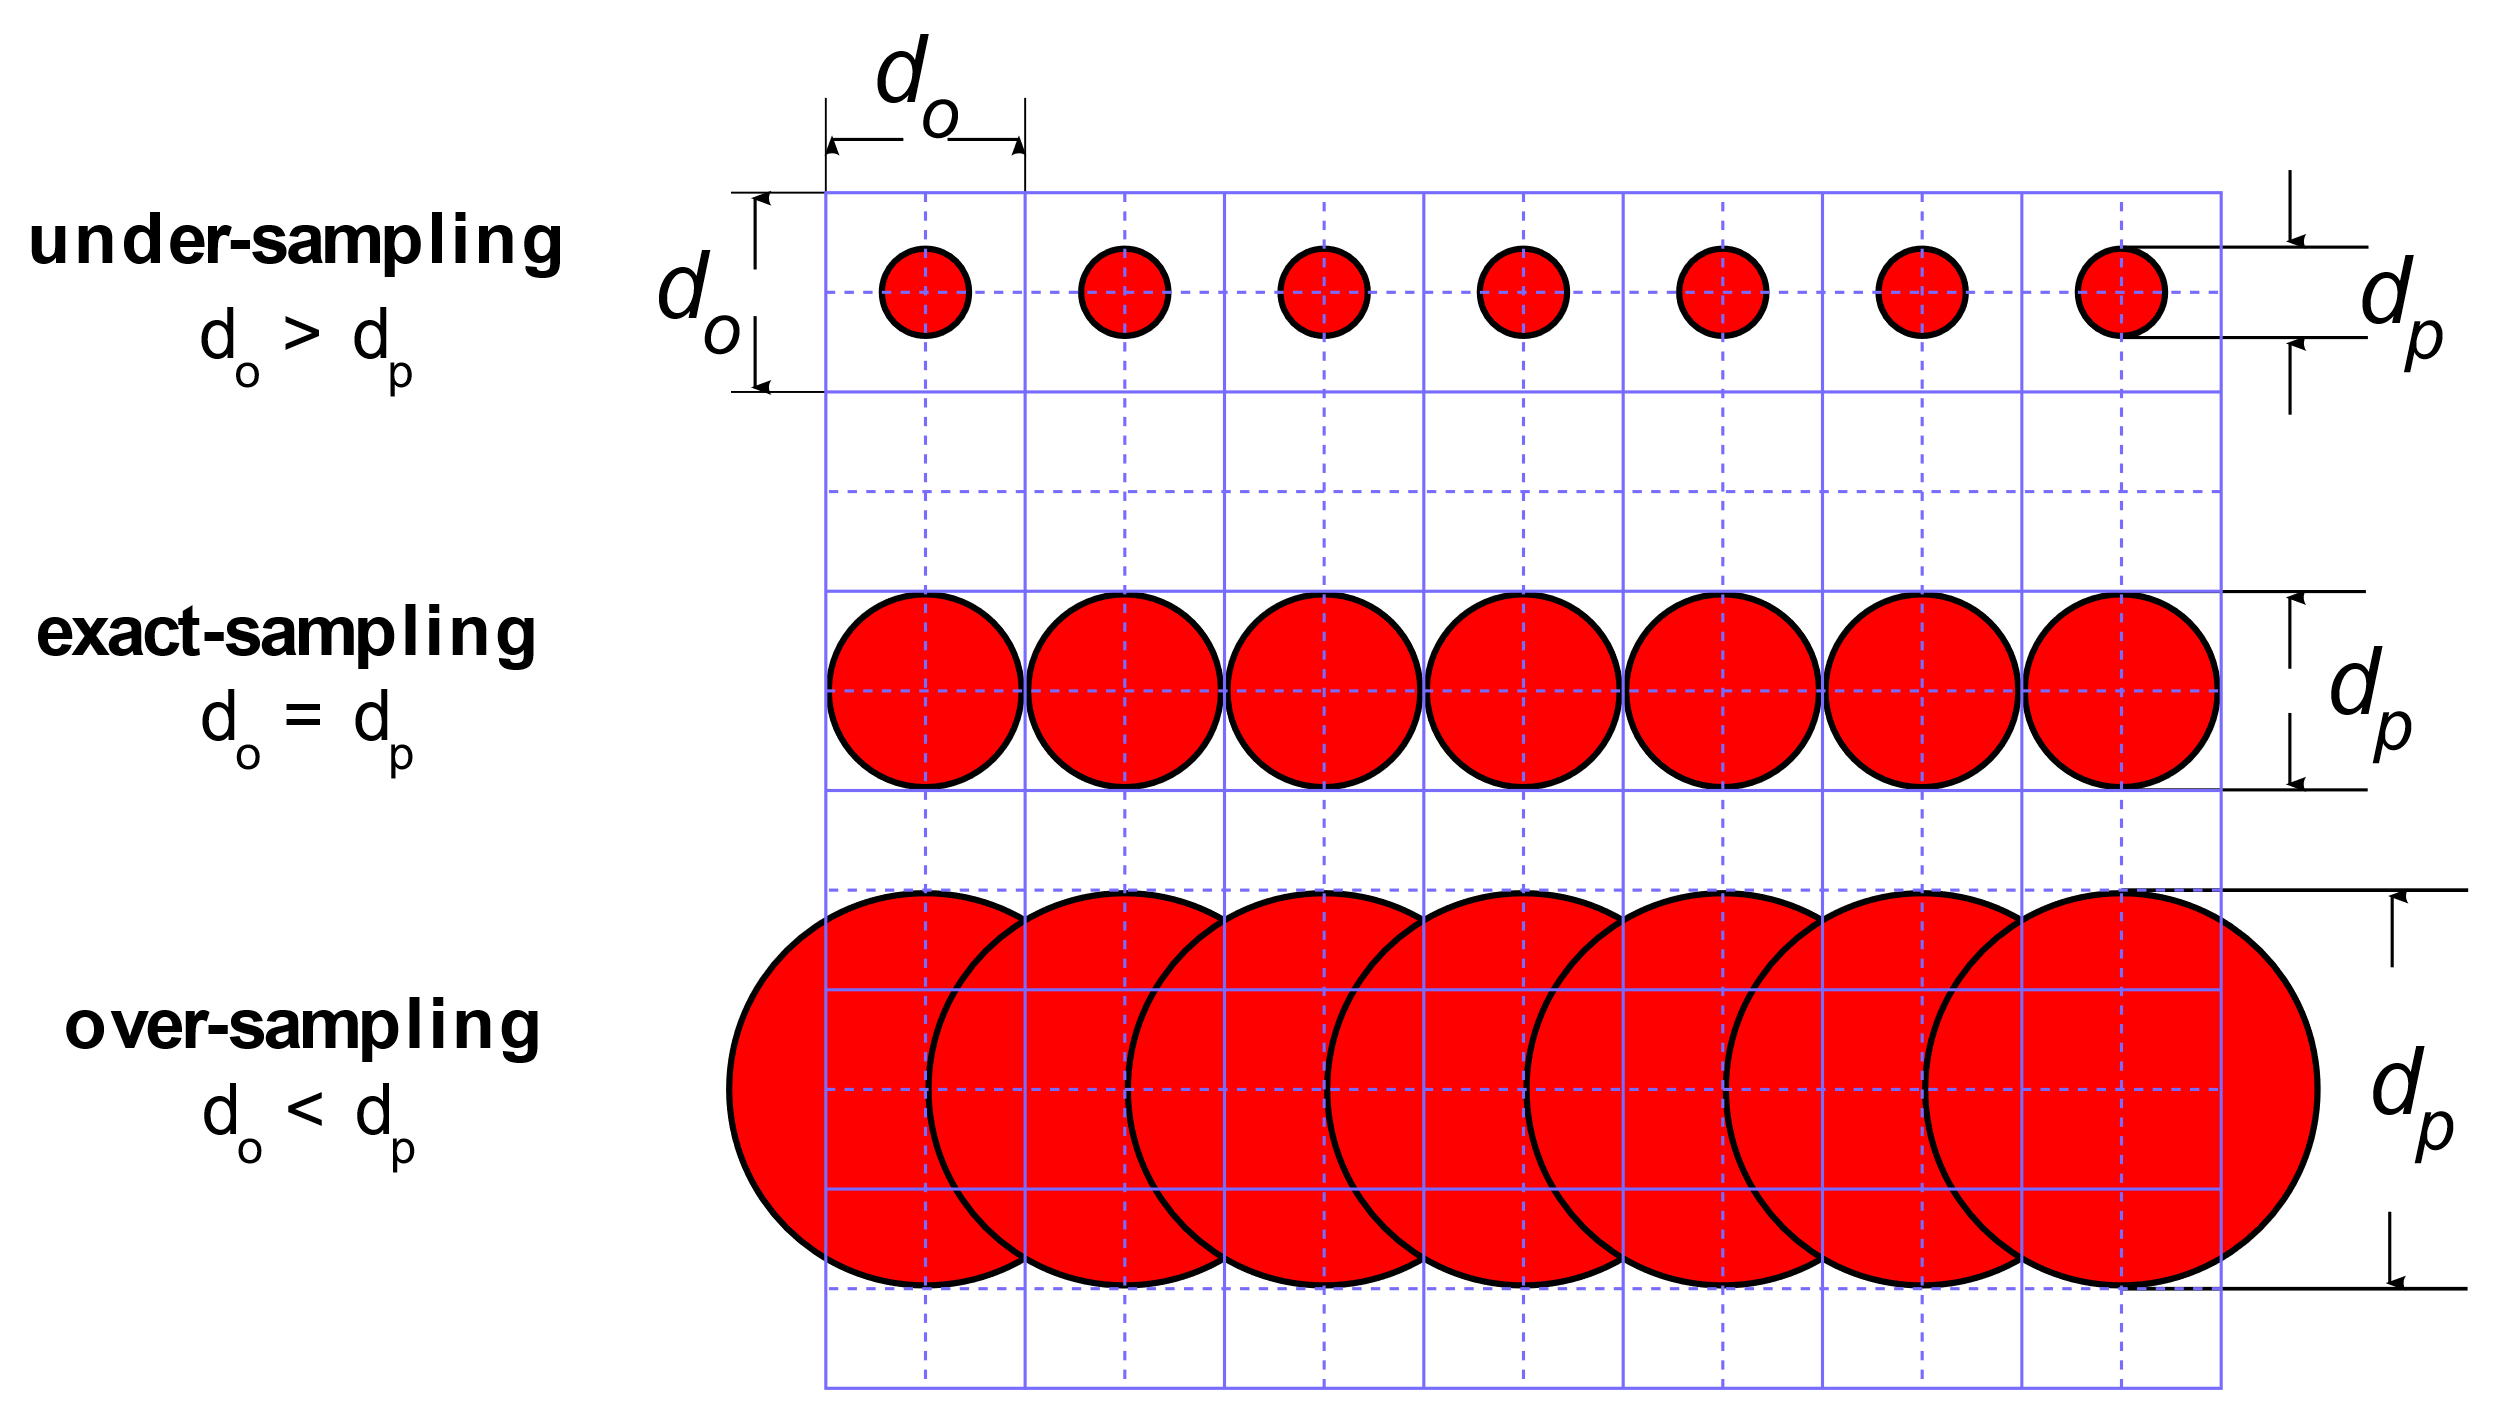 do
under-sampling
do
dp
do > dp
exact-sampling
dp
do = dp
over-sampling
dp
do < dp